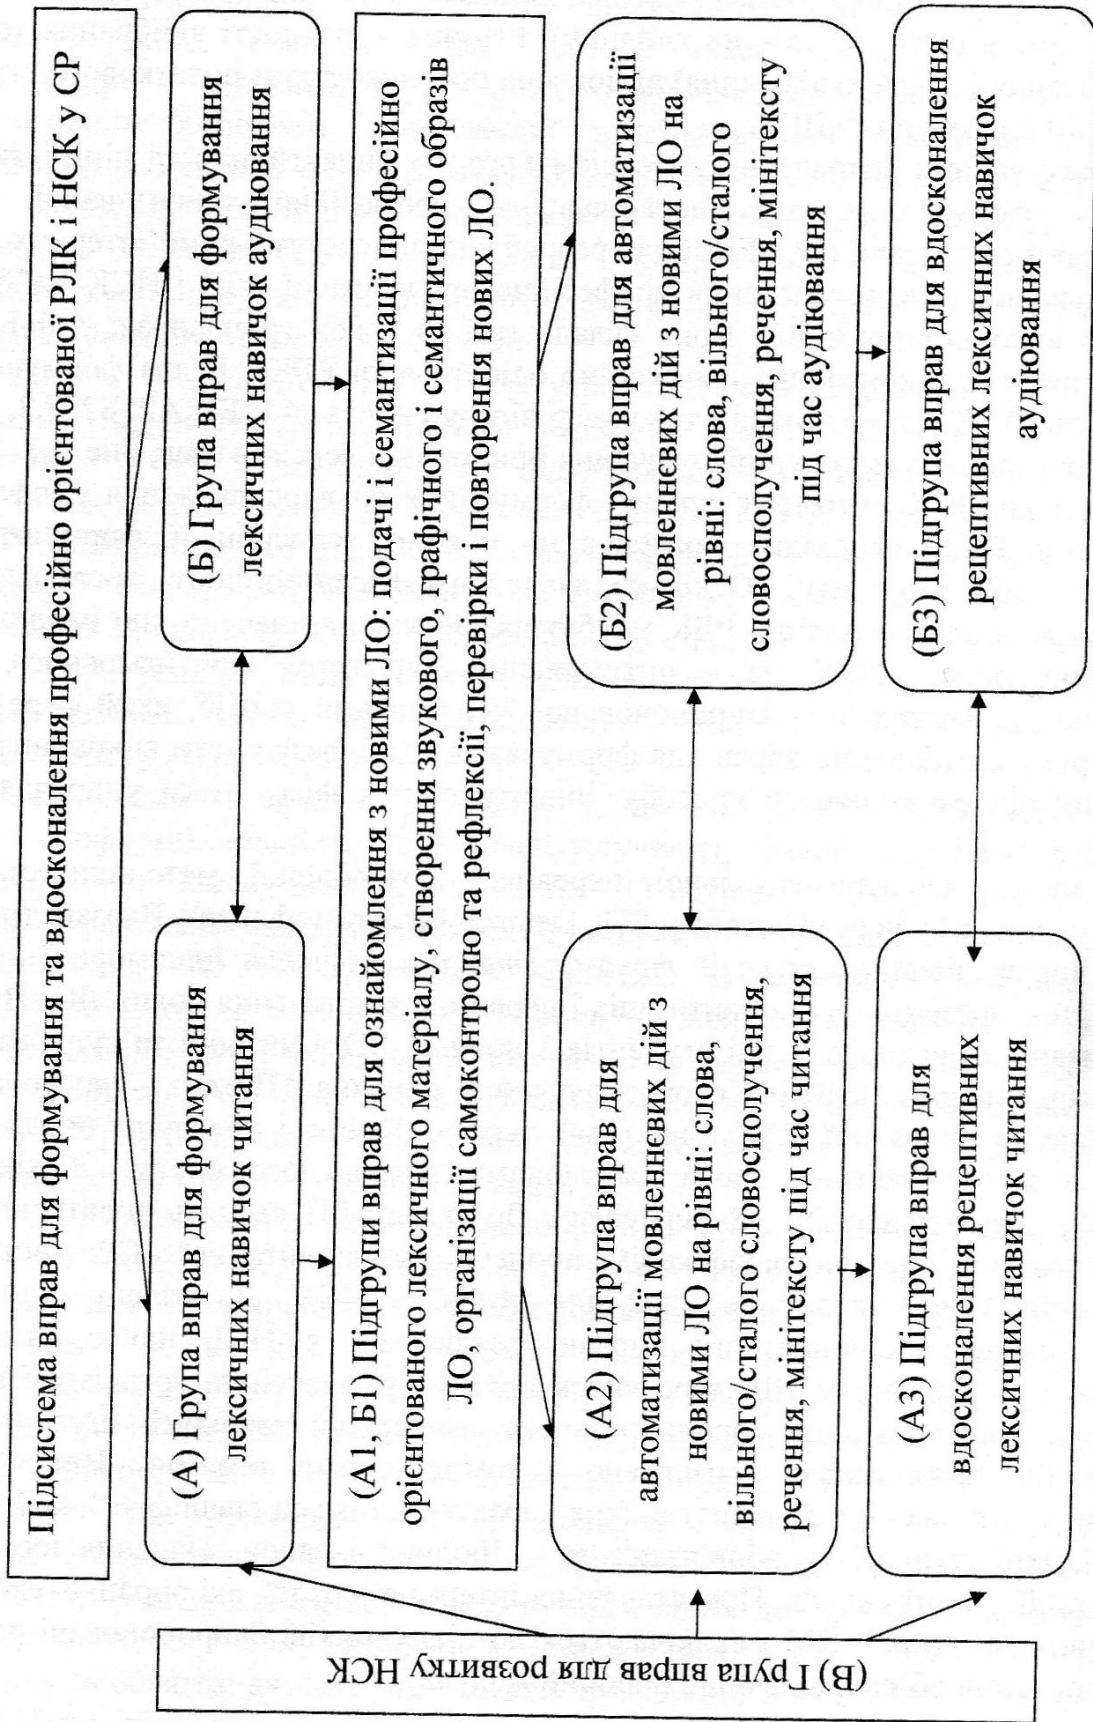 Підсистема вправ для формування та вдосконалення професійно орієнтованої РЛК і НСК у СР
(А) Група вправ для формування
лексичних навичок читання
(Б) Група вправ для формування
лексичних навичок аудіювання
(А1, Б1) Підгрупи вправ для ознайомлення з новими ЛО: подачі і семантизації професійно
орієнтованого лексичного матеріалу, створення звукового, графічного і семантичного образів
ЛО, організації самоконтролю та рефлексії, перевірки і повторення нових ЛО.
(А2) Підгрупа вправ для
автоматизації мовленнєвих дій з
новими ЛО на рівні: слова,
вільного/сталого словосполучення,
речення, мінітексту під час читання
(Б2) Підгрупа вправ для автоматизації
мовленнєвих дій з новими ЛО на
рівні: слова, вільного/сталого
словосполучення, речення, мінітексту
під час аудіювання
(А3) Підгрупа вправ для
вдосконалення рецептивних
лексичних навичок читання
(Б3) Підгрупа вправ для вдосконалення
рецептивних лексичних навичок
аудіювання
(В) Група вправ для розвитку НСК